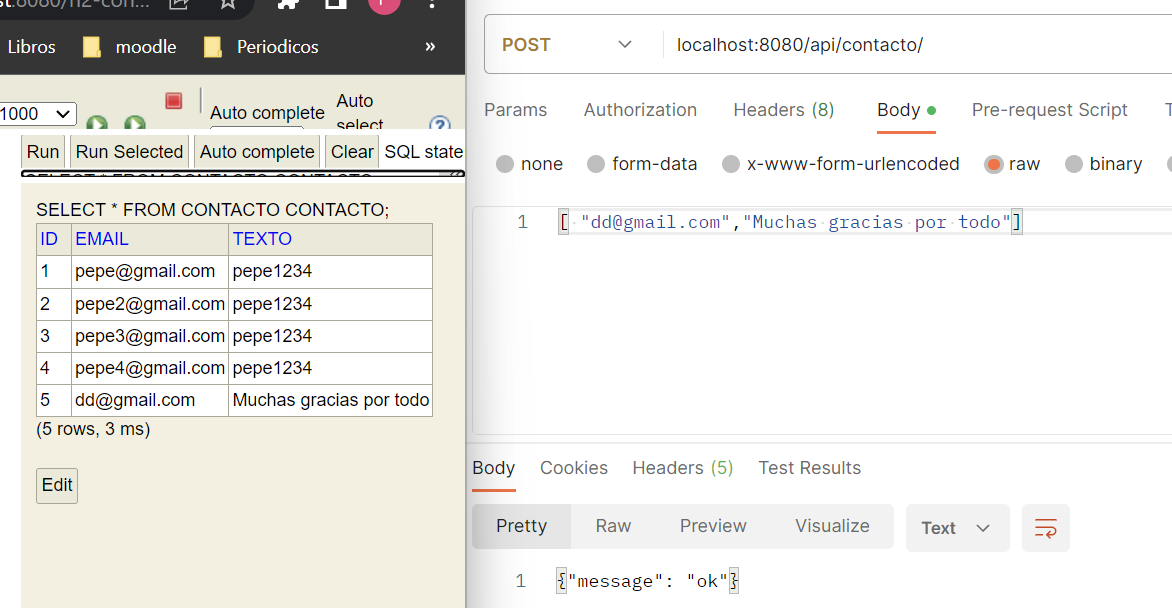 Libros moodle Periodicos »
1000
Auto complete
Auto select
Run Run Selected Auto complete Clear SQL state
SELECT * FROM CONTACTO CONTACTO;
ID EMAIL TEXTO
1 pepe@gmail.com pepe1234
2 pepe2@gmail.com pepe1234
3 pepe3@gmail.com pepe1234
4 pepe4@gmail.com pepe1234
5 dd@gmail.com Muchas gracias por todo
(5 rows, 3 ms)
Edit
POST localhost:8080/api/contacto/
Params Authorization Headers (8) Body Pre-request Script
none form-data x-www-form-urlencoded raw binary
1 [ "dd@gmail.com","Muchas gracias por todo"]
Body Cookies Headers (5) Test Results
Pretty Raw Preview Visualize Text
1 {"message": "ok"}